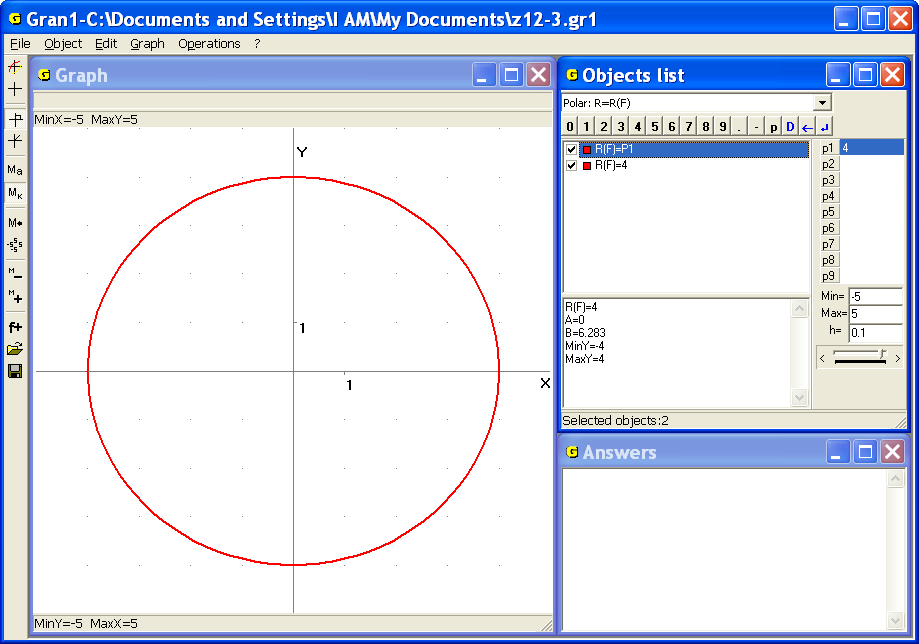 Gran1-C:\Documents and Settings\I AM\My Documents\z12-3.gr1
File Object Edit Graph Operations ?
Graph
MinX=-5 MaxY=5
Y
1
1
X
MinY=-5 MaxX=5
Ma
Mк
M
-555
M
M
f+
Objects list
Polar: R=R(F)
0 1 2 3 4 5 6 7 8 9 . - p D ← ↲
R(F)=P1
R(F)=4
p1 4
p2
p3
p4
p5
p6
p7
p8
p9
R(F)=4
A=0
B=6,283
MinY=-4
MaxY=4
Min= -5
Max= 5
h= 0.1
Selected objects:2
Answers